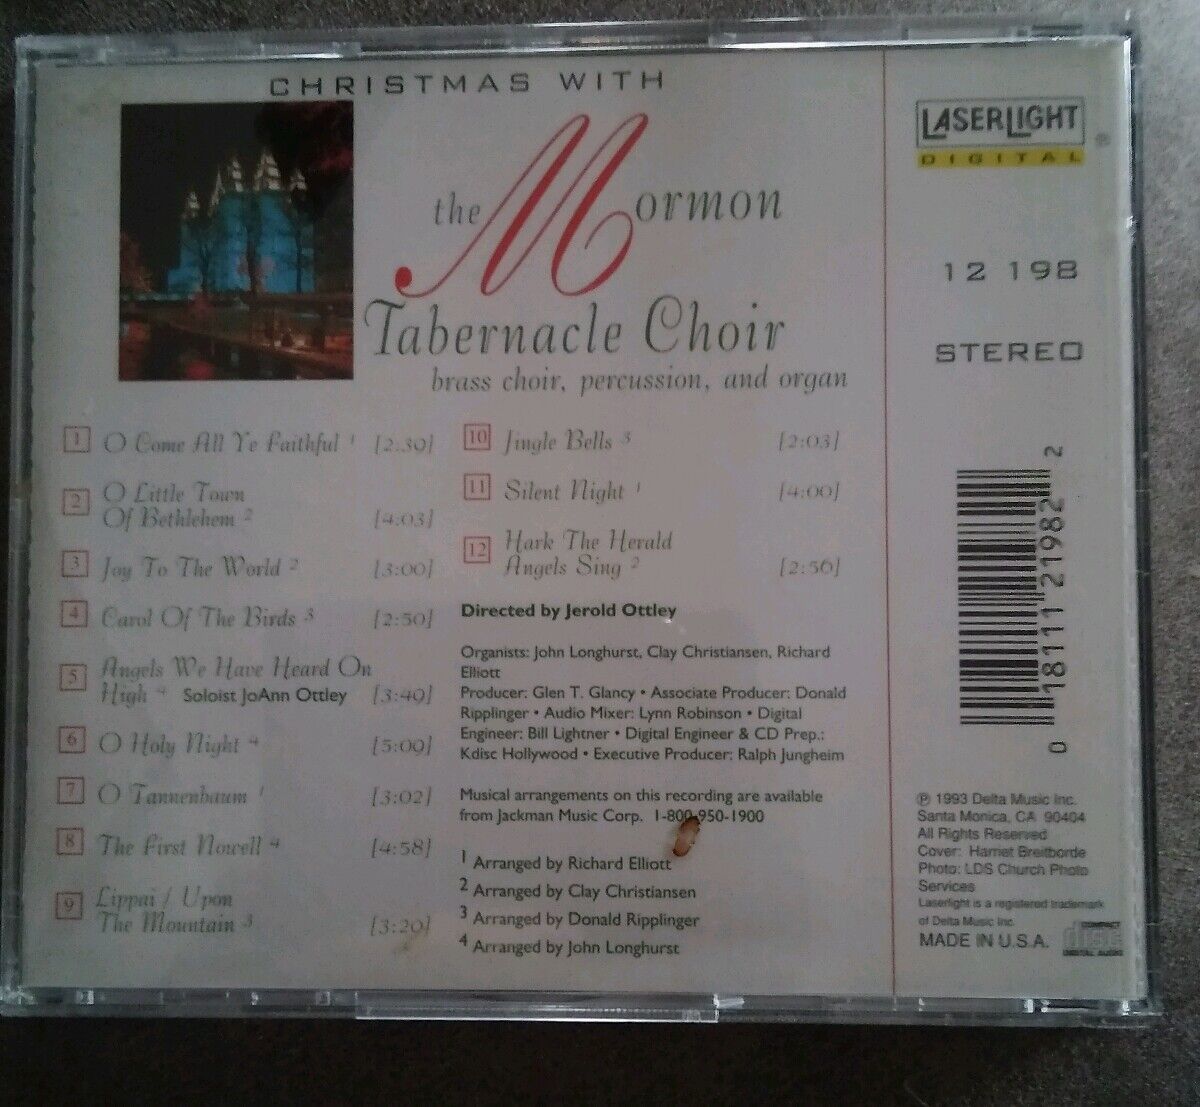 CHRISTMAS WITH
the Mormon
Tabernacle Choir
brass choir, percussion, and organ
1 O Come All Ye Faithful 1 [2:30]
2 O Little Town
Of Bethlehem 2 [4:03]
3 Joy To The World 2 [3:00]
4 Carol Of The Birds 3 [2:50]
5 Angels We Have Heard On
High 4 Soloist JoAnn Ottley [3:40]
6 O Holy Night 4 [5:00]
7 O Tannenbaum 1 [3:02]
8 The First Nowell 4 [4:58]
9 Lippai / Upon
The Mountain 3 [3:20]
10 Jingle Bells 3 [2:03]
11 Silent Night 1 [4:00]
12 Hark The Herald
Angels Sing 2 [2:56]
Directed by Jerold Ottley
Organists: John Longhurst, Clay Christiansen, Richard
Elliott
Producer: Glen T. Glancy • Associate Producer: Donald
Ripplinger • Audio Mixer: Lynn Robinson • Digital
Engineer: Bill Lightner • Digital Engineer & CD Prep.:
Kdisc Hollywood • Executive Producer: Ralph Jungheim
Musical arrangements on this recording are available
from Jackman Music Corp. 1-800-950-1900
1 Arranged by Richard Elliott
2 Arranged by Clay Christiansen
3 Arranged by Donald Ripplinger
4 Arranged by John Longhurst
LASERLIGHT ®
DIGITAL
12 198
STEREO
0 18111 21982 2
℗ 1993 Delta Music Inc.
Santa Monica, CA 90404
All Rights Reserved
Cover: Harriet Breitborde
Photo: LDS Church Photo
Services
Laserlight is a registered trademark
of Delta Music Inc.
MADE IN U.S.A.
COMPACT
disc
DIGITAL AUDIO